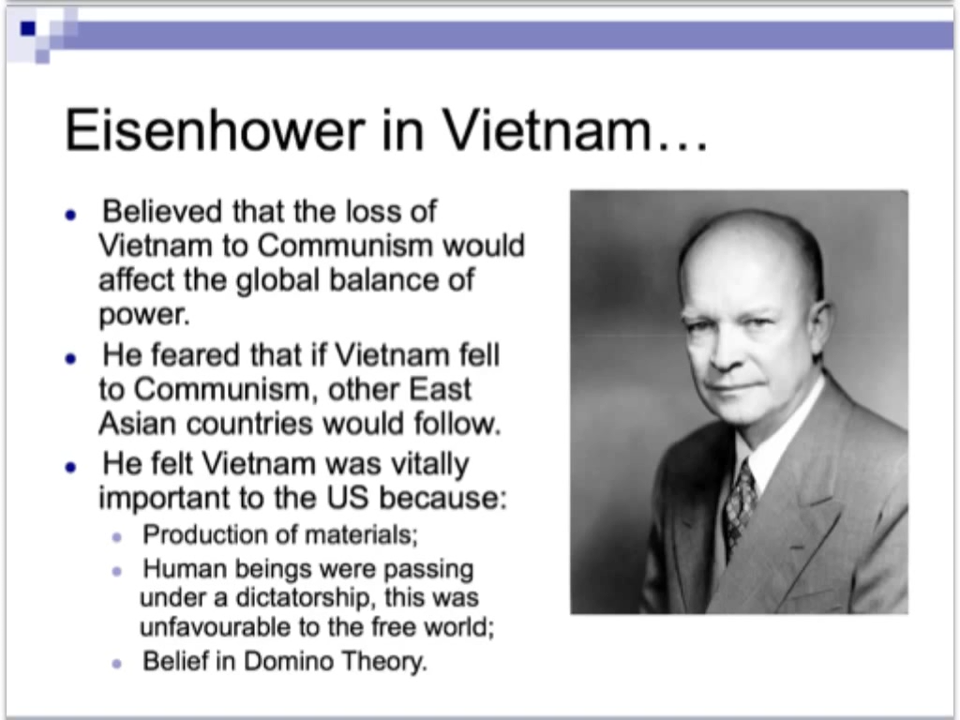 Eisenhower in Vietnam…
Believed that the loss of
Vietnam to Communism would
affect the global balance of
power.
He feared that if Vietnam fell
to Communism, other East
Asian countries would follow.
He felt Vietnam was vitally
important to the US because:
Production of materials;
Human beings were passing
under a dictatorship, this was
unfavourable to the free world;
Belief in Domino Theory.